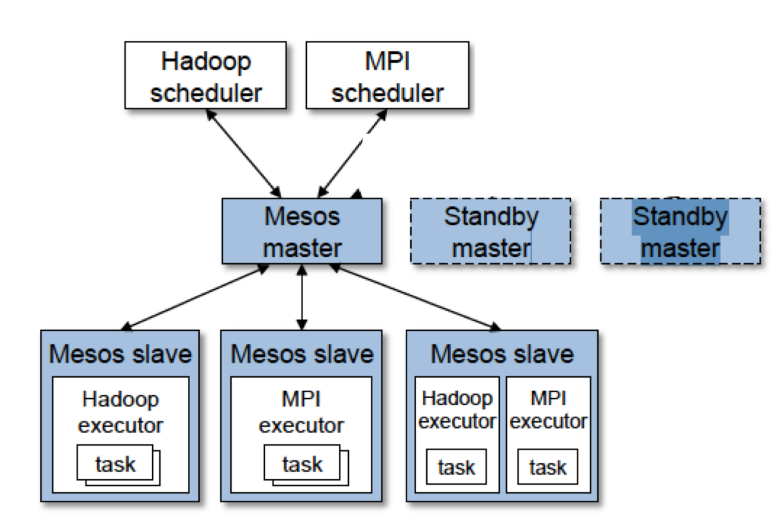 Hadoop
scheduler
MPI
scheduler
Mesos
master
Standby
master
Standby
master
Mesos slave
Hadoop
executor
task
Mesos slave
MPI
executor
task
Mesos slave
Hadoop
executor
task
MPI
executor
task